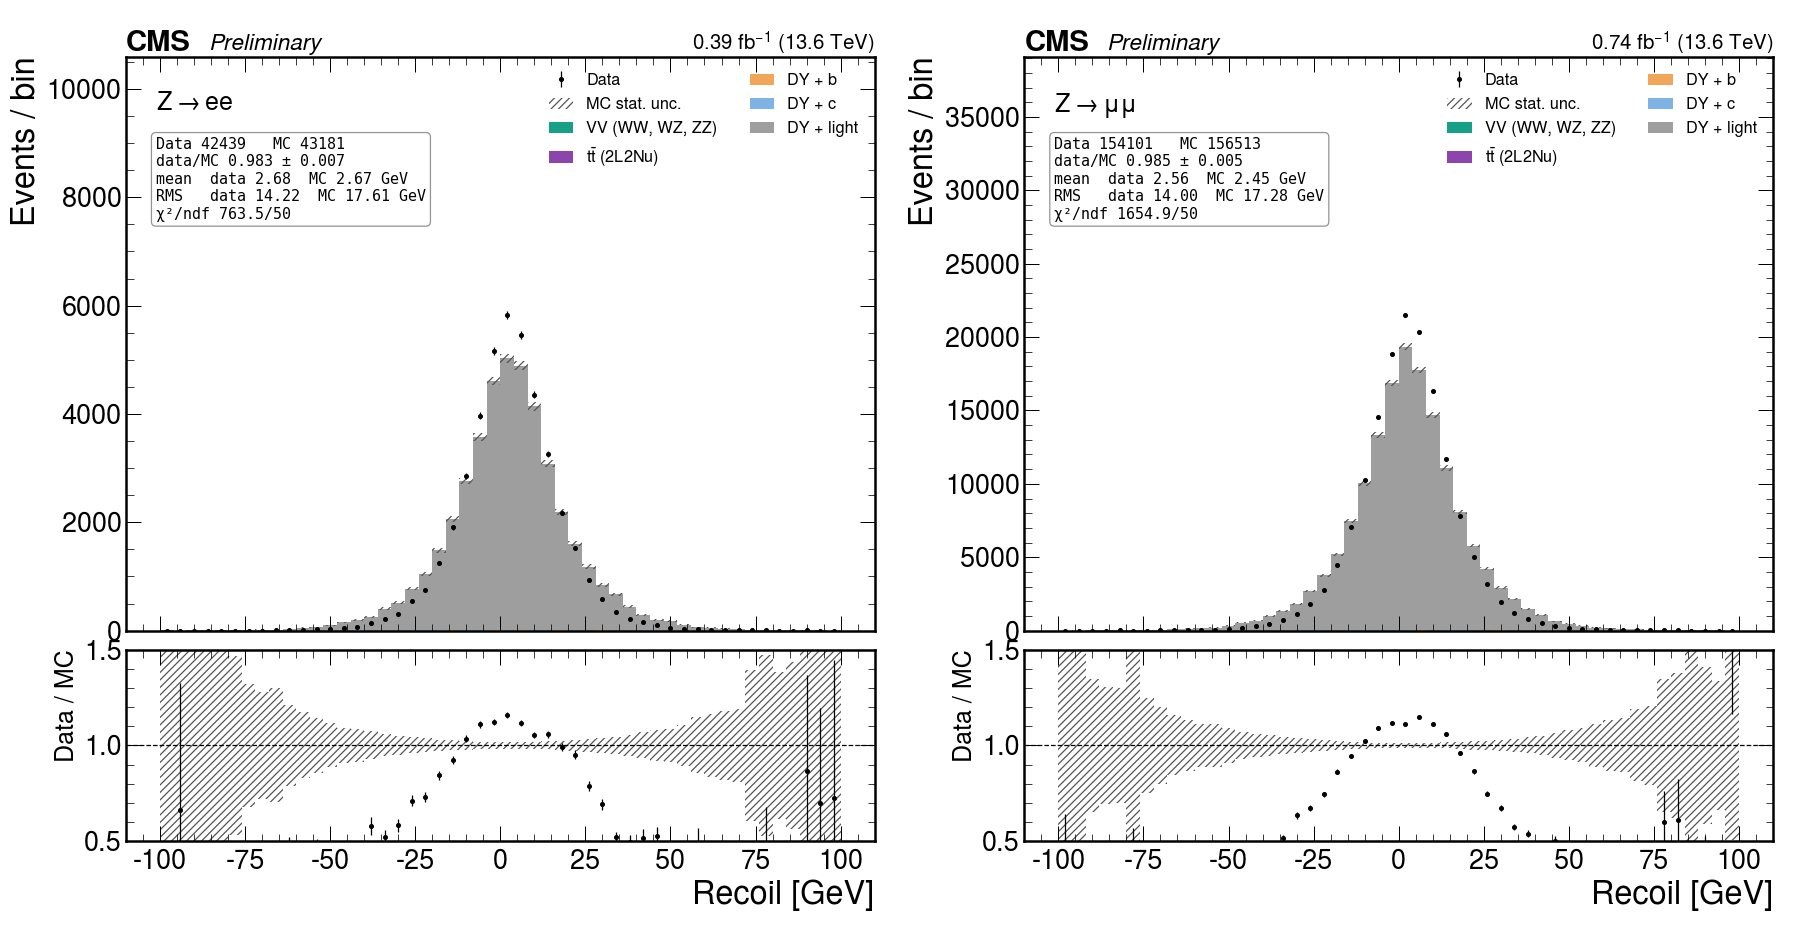 CMS Preliminary 0.39 fb⁻¹ (13.6 TeV)
Events / bin
10000
8000
6000
4000
2000
0
Z → ee
Data 42439 MC 43181
data/MC 0.983 ± 0.007
mean data 2.68 MC 2.67 GeV
RMS data 14.22 MC 17.61 GeV
χ²/ndf 763.5/50
Data
MC stat. unc.
VV (WW, WZ, ZZ)
tt̄ (2L2Nu)
DY + b
DY + c
DY + light
Data / MC
1.5
1.0
0.5
-100 -75 -50 -25 0 25 50 75 100
Recoil [GeV]
CMS Preliminary 0.74 fb⁻¹ (13.6 TeV)
Events / bin
35000
30000
25000
20000
15000
10000
5000
0
Z → μμ
Data 154101 MC 156513
data/MC 0.985 ± 0.005
mean data 2.56 MC 2.45 GeV
RMS data 14.00 MC 17.28 GeV
χ²/ndf 1654.9/50
Data
MC stat. unc.
VV (WW, WZ, ZZ)
tt̄ (2L2Nu)
DY + b
DY + c
DY + light
Data / MC
1.5
1.0
0.5
-100 -75 -50 -25 0 25 50 75 100
Recoil [GeV]